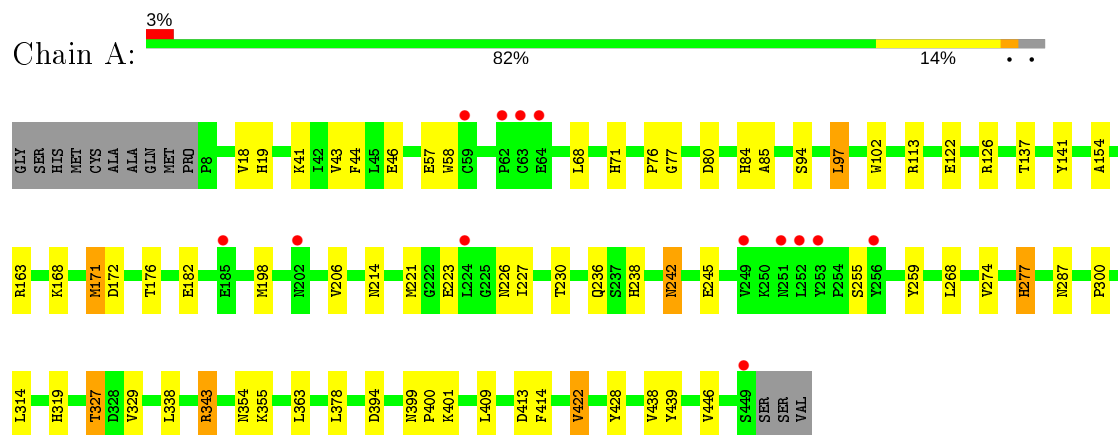 3%
Chain A:
82% 14% • •
GLY SER HIS MET CYS ALA ALA GLN MET PRO P8 V18 H19 K41 I42 V43 F44 L45 E46 E57 W58 C59 P62 C63 E64 L68 H71 P76 G77 D80 H84 A85 S94 L97 W102 R113 E122 R126 T137 Y141 A154
R163 K168 M171 D172 T176 E182 E185 M198 N202 V206 N214 M221 G222 E223 L224 G225 N226 I227 T230 Q236 S237 H238 N242 E245 V249 K250 N251 L252 Y253 P254 S255 Y256 Y259 L268 V274 H277 N287 P300
L314 H319 T327 D328 V329 L338 R343 N354 K355 L363 L378 D394 N399 P400 K401 L409 D413 F414 V422 Y428 V438 Y439 V446 S449 SER SER VAL